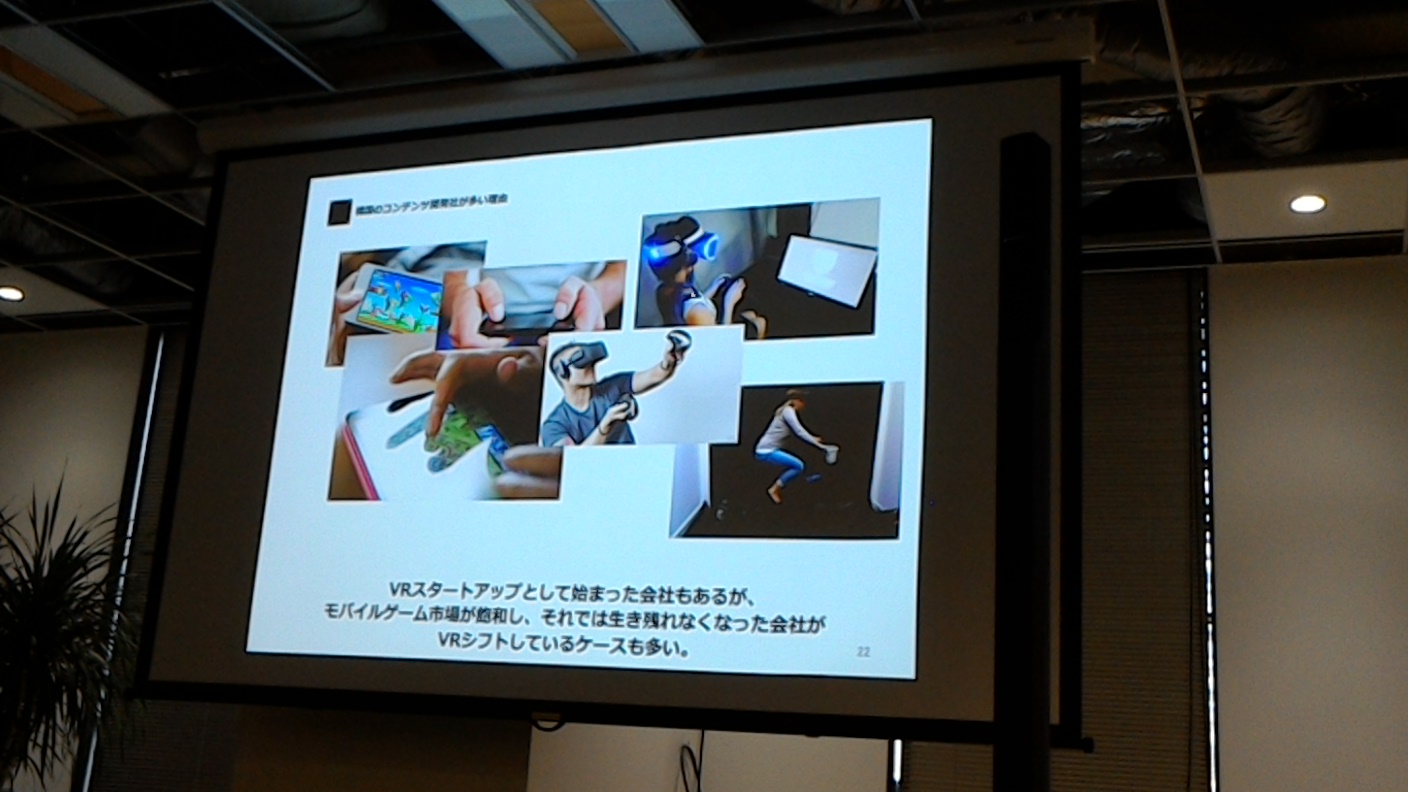 韓国のコンテンツ開発社が多い理由
VRスタートアップとして始まった会社もあるが、
モバイルゲーム市場が飽和し、それでは生き残れなくなった会社が
VRシフトしているケースも多い。
22